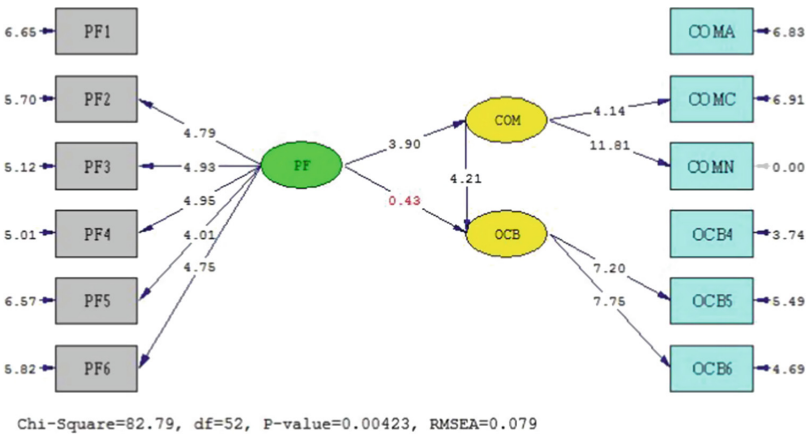 6.65 PF1 COMA 6.83
5.70 PF2 COMC 6.91
4.79 4.14
3.90 COM 11.81
5.12 PF3 4.93 PF COMN 0.00
4.21
4.95 0.43
5.01 PF4 4.01 OCB OCB4 3.74
4.75 7.20
6.57 PF5 7.75 OCB5 5.49
5.82 PF6 OCB6 4.69
Chi-Square=82.79, df=52, P-value=0.00423, RMSEA=0.079